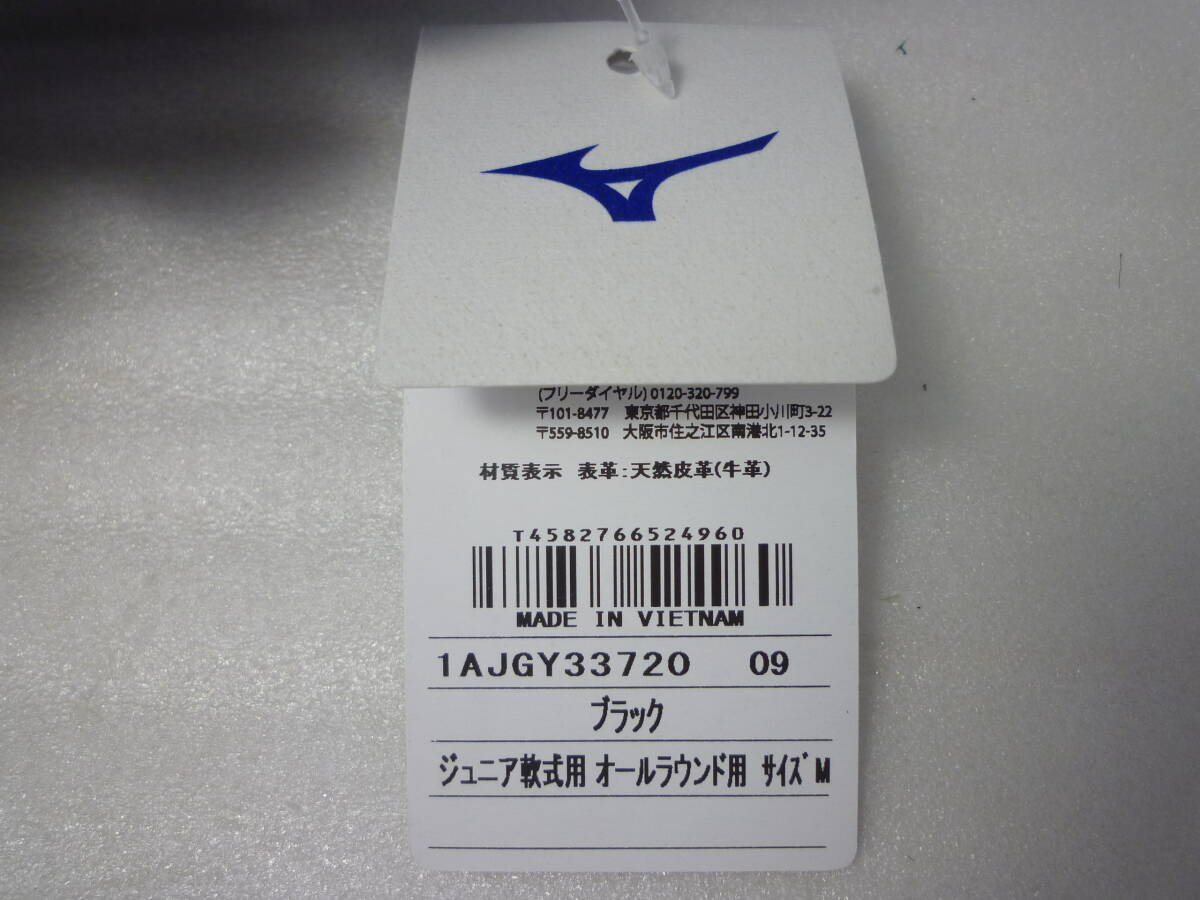 (フリーダイヤル) 0120-320-799
〒101-8477 東京都千代田区神田小川町3-22
〒559-8510 大阪市住之江区南港北1-12-35
材質表示 表革:天然皮革(牛革)
T4582766524960
MADE IN VIETNAM
1AJGY33720 09
ブラック
ジュニア軟式用 オールラウンド用 サイズ M